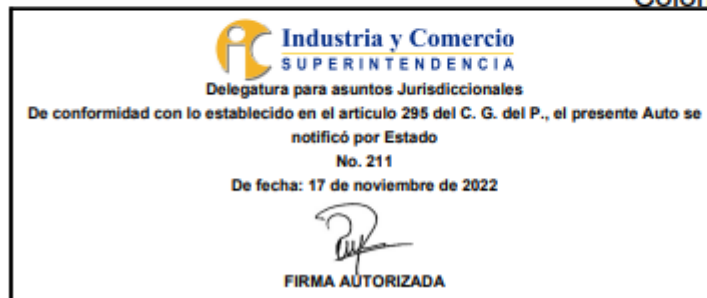 Industria y Comercio
SUPERINTENDENCIA
Delegatura para asuntos Jurisdiccionales
De conformidad con lo establecido en el artículo 295 del C. G. del P., el presente Auto se
notificó por Estado
No. 211
De fecha: 17 de noviembre de 2022
FIRMA AUTORIZADA